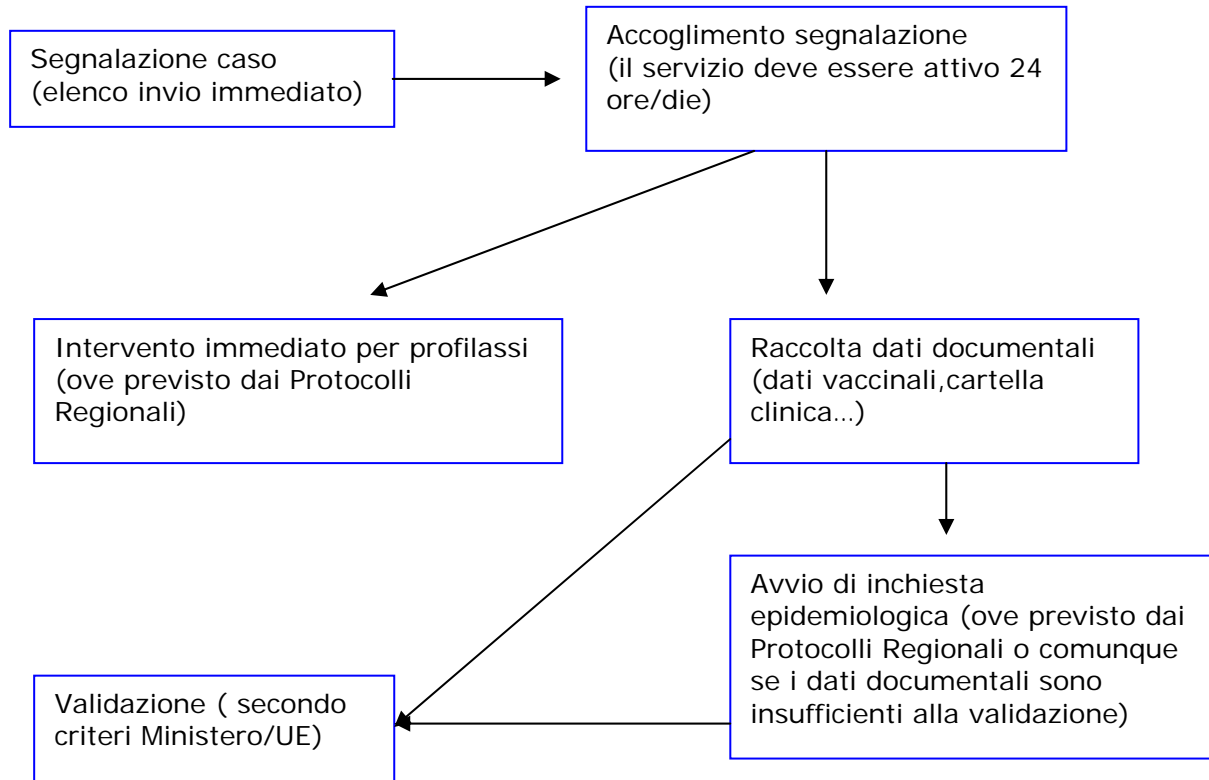 Segnalazione caso
(elenco invio immediato)
Accoglimento segnalazione
(il servizio deve essere attivo 24
ore/die)
Intervento immediato per profilassi
(ove previsto dai Protocolli
Regionali)
Raccolta dati documentali
(dati vaccinali,cartella
clinica...)
Avvio di inchiesta
epidemiologica (ove previsto dai
Protocolli Regionali o comunque
se i dati documentali sono
insufficienti alla validazione)
Validazione ( secondo
criteri Ministero/UE)